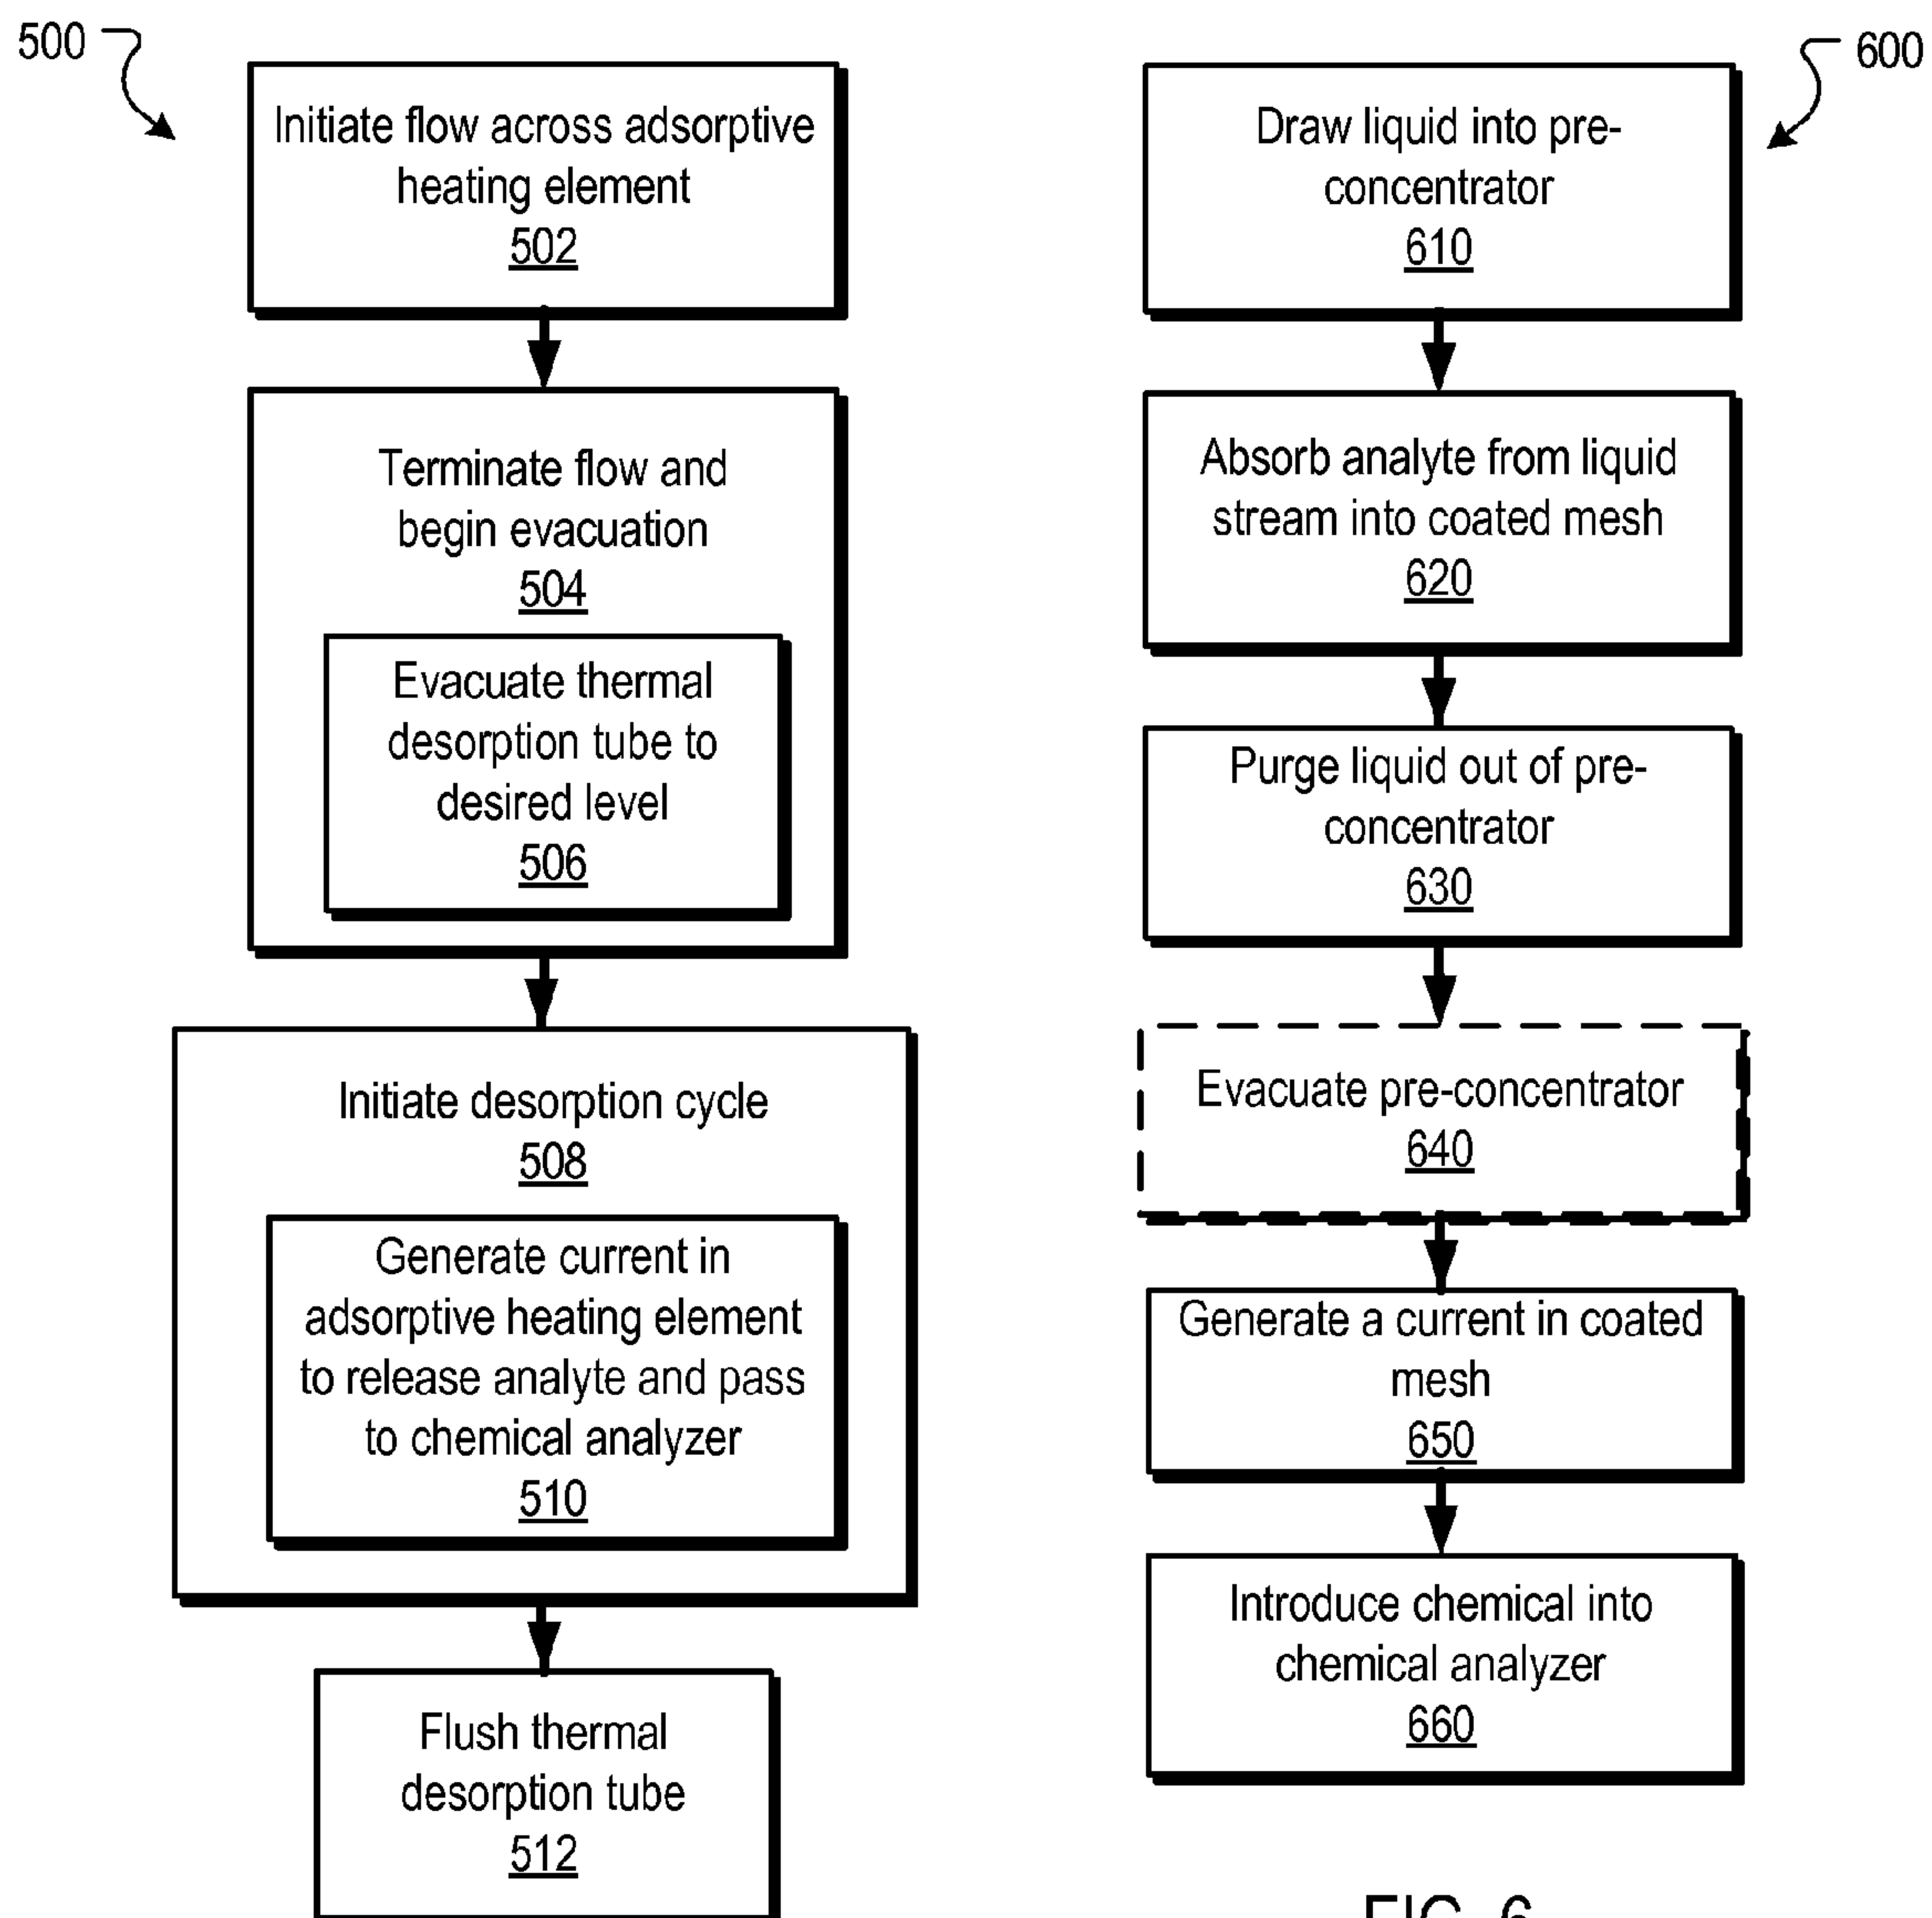 500
Initiate flow across adsorptive
heating element
502
Terminate flow and
begin evacuation
504
Evacuate thermal
desorption tube to
desired level
506
Initiate desorption cycle
508
Generate current in
adsorptive heating element
to release analyte and pass
to chemical analyzer
510
Flush thermal
desorption tube
512
600
Draw liquid into pre-
concentrator
610
Absorb analyte from liquid
stream into coated mesh
620
Purge liquid out of pre-
concentrator
630
Evacuate pre-concentrator
640
Generate a current in coated
mesh
650
Introduce chemical into
chemical analyzer
660
FIG. 6